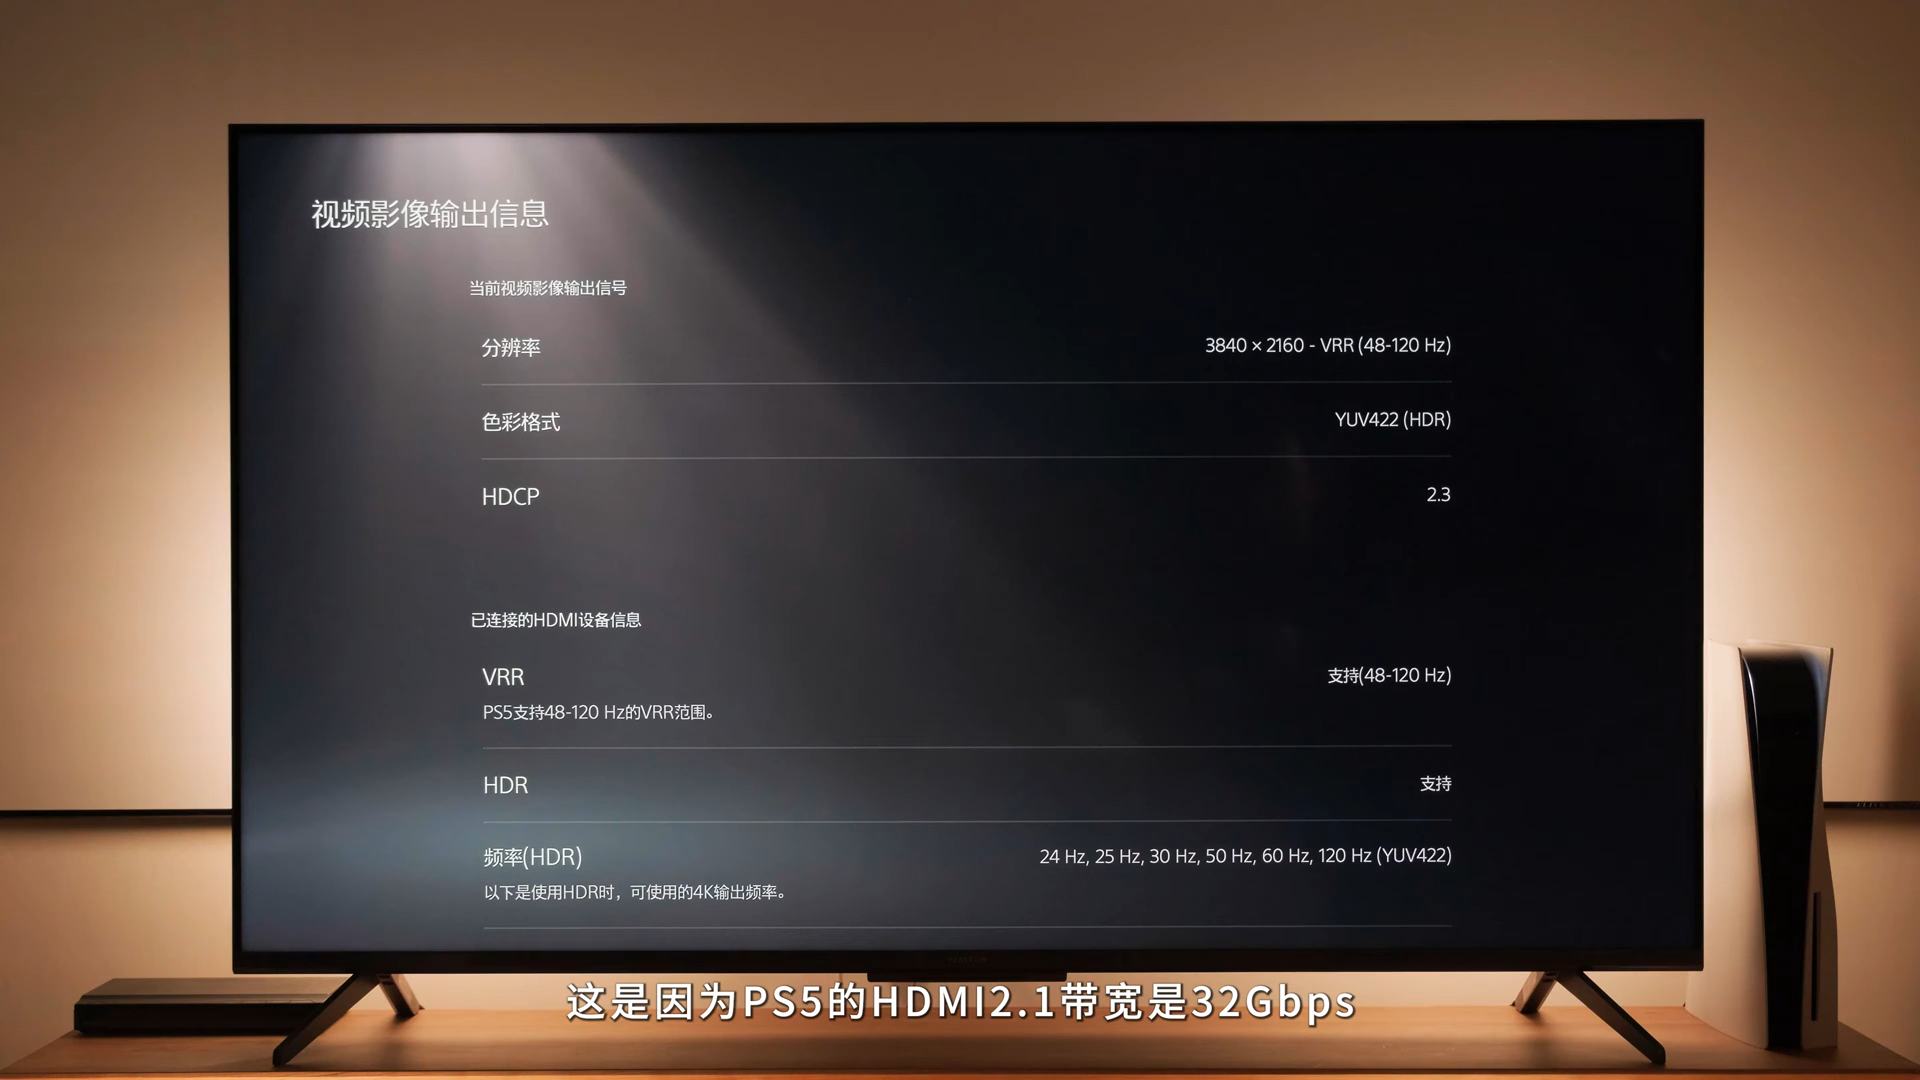 视频影像输出信息
当前视频影像输出信号
分辨率 3840 × 2160 - VRR (48-120 Hz)
色彩格式 YUV422 (HDR)
HDCP 2.3
已连接的HDMI设备信息
VRR 支持(48-120 Hz)
PS5支持48-120 Hz的VRR范围。
HDR 支持
频率(HDR) 24 Hz, 25 Hz, 30 Hz, 50 Hz, 60 Hz, 120 Hz (YUV422)
以下是使用HDR时，可使用的4K输出频率。
这是因为PS5的HDMI2.1带宽是32Gbps